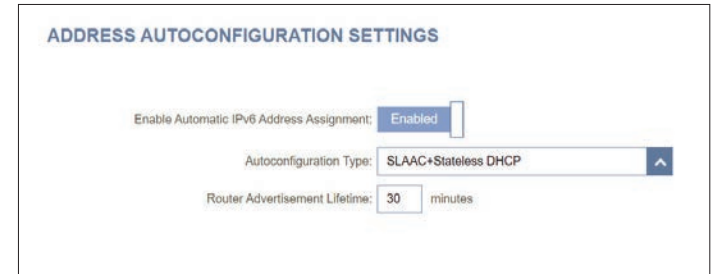 ADDRESS AUTOCONFIGURATION SETTINGS
Enable Automatic IPv6 Address Assignment: Enabled
Autoconfiguration Type: SLAAC+Stateless DHCP
Router Advertisement Lifetime: 30 minutes